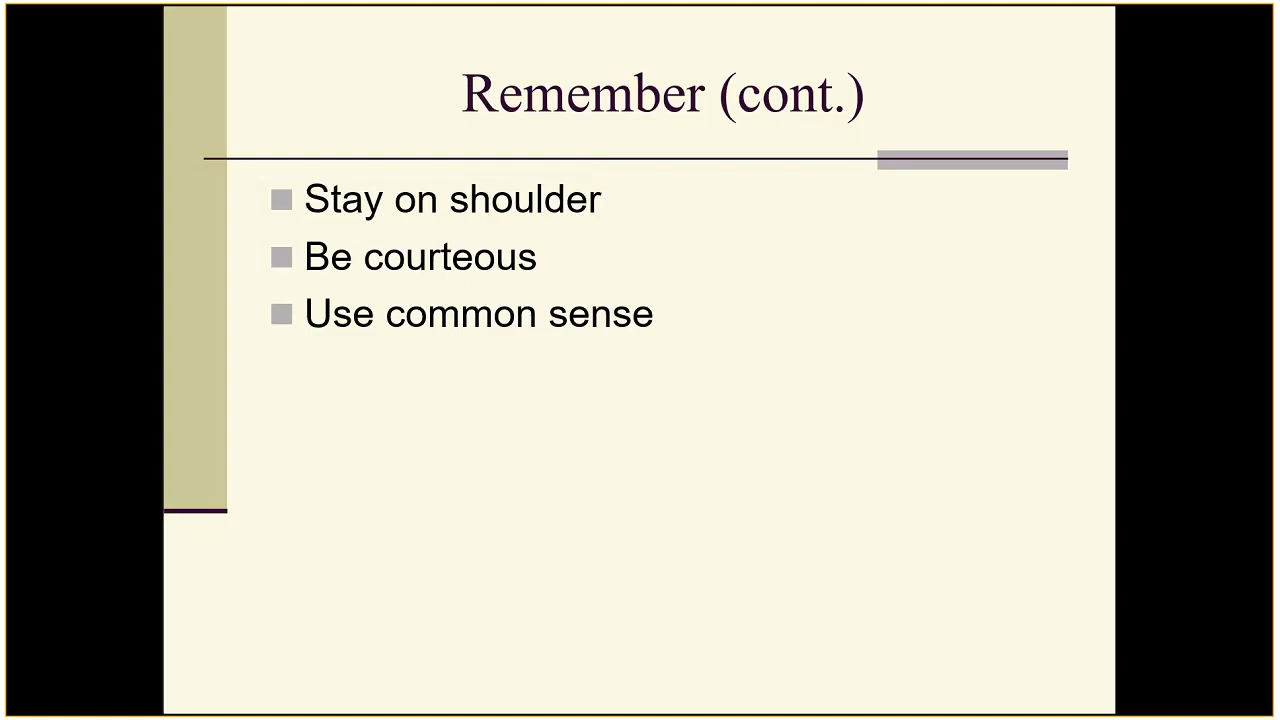 Remember (cont.)
Stay on shoulder
Be courteous
Use common sense